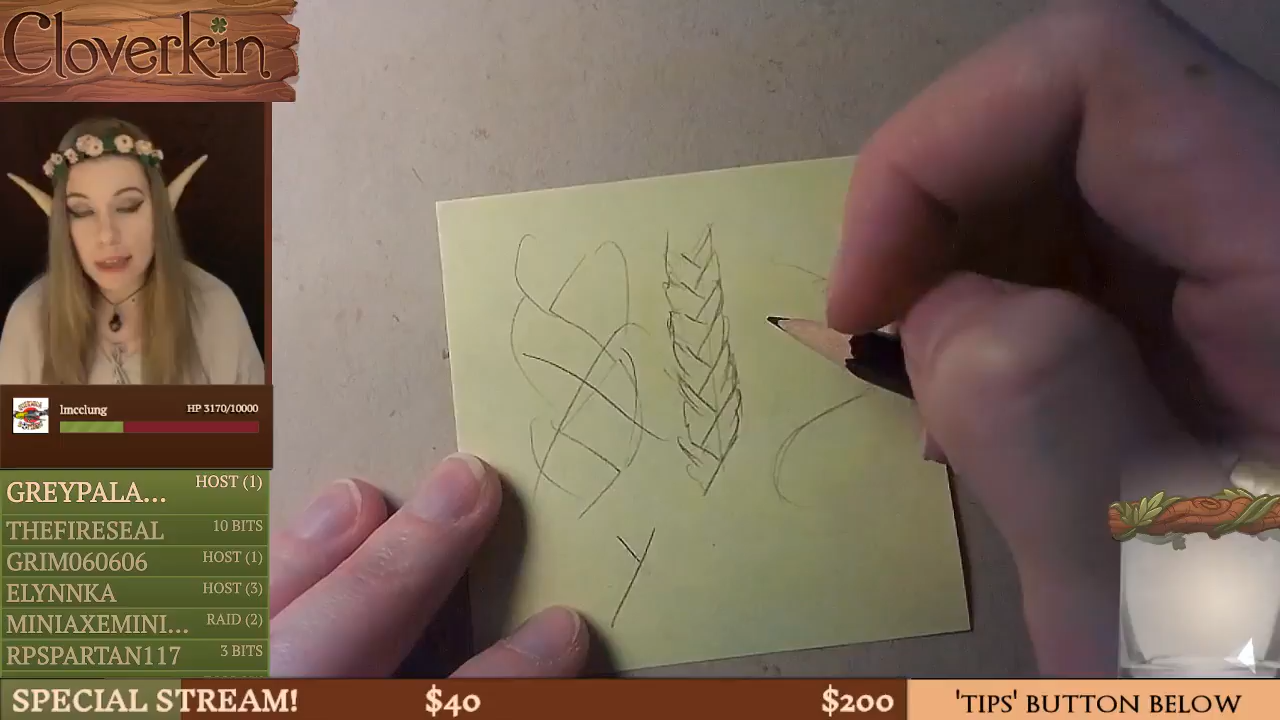 Cloverkin
lmcclung
HP 3170/10000
GREYPALA...
HOST (1)
THEFIRESEAL
10 BITS
GRIM060606
HOST (1)
ELYNNKA
HOST (3)
MINIAXEMINI...
RAID (2)
RPSPARTAN117
3 BITS
SPECIAL STREAM!
$40
$200
'TIPS' BUTTON BELOW